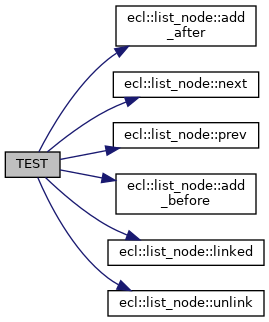 ecl::list_node::add
_after
ecl::list_node::next
ecl::list_node::prev
TEST
ecl::list_node::add
_before
ecl::list_node::linked
ecl::list_node::unlink